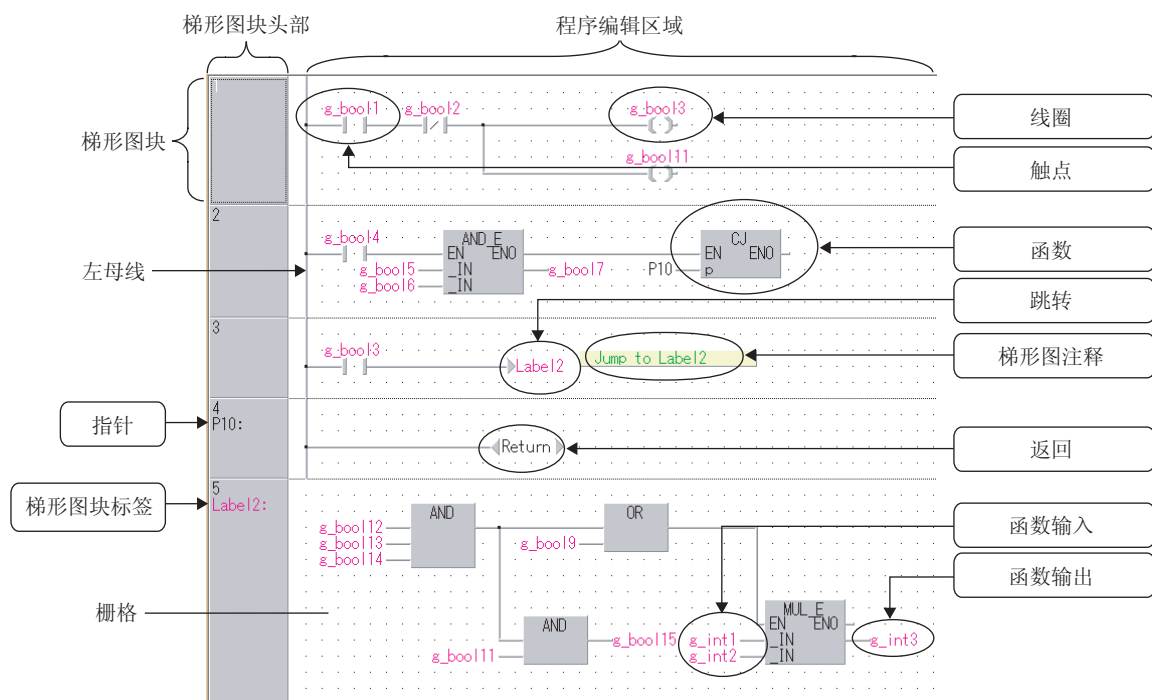 梯形图块头部
程序编辑区域
1
g_bool1
g_bool2
g_bool3
线圈
梯形图块
g_bool11
触点
2
g_bool4
AND_E
CJ
EN ENO
EN ENO
函数
左母线
g_bool5
_IN
g_bool7
P10
p
g_bool6
_IN
跳转
3
g_bool3
Label2
Jump to Label2
梯形图注释
4
指针
P10:
Return
返回
5
梯形图块标签
Label2:
AND
OR
g_bool12
g_bool13
g_bool9
g_bool14
函数输入
函数输出
栅格
AND
MUL_E
EN ENO
g_bool15
g_int1
_IN
g_int3
g_bool11
g_int2
_IN